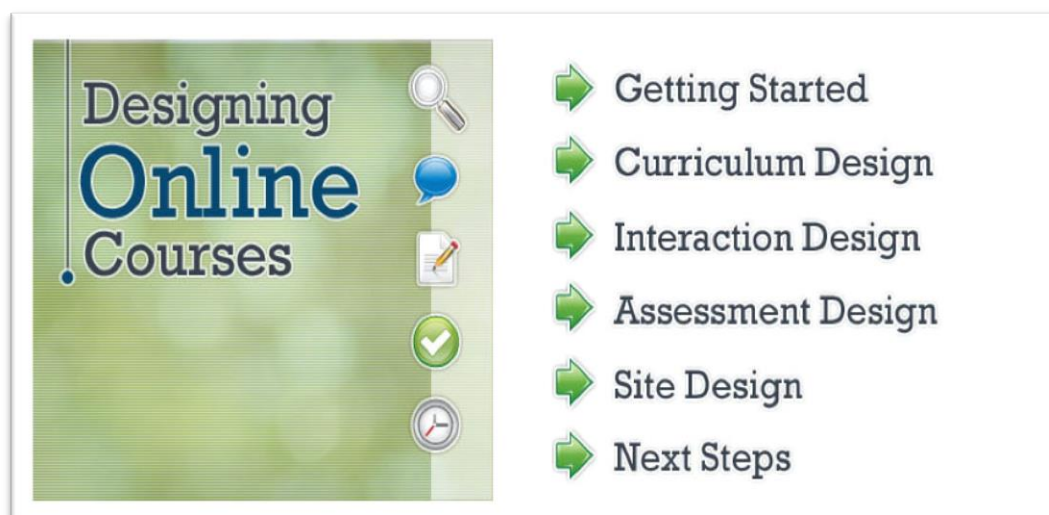 Designing
Online
Courses
Getting Started
Curriculum Design
Interaction Design
Assessment Design
Site Design
Next Steps